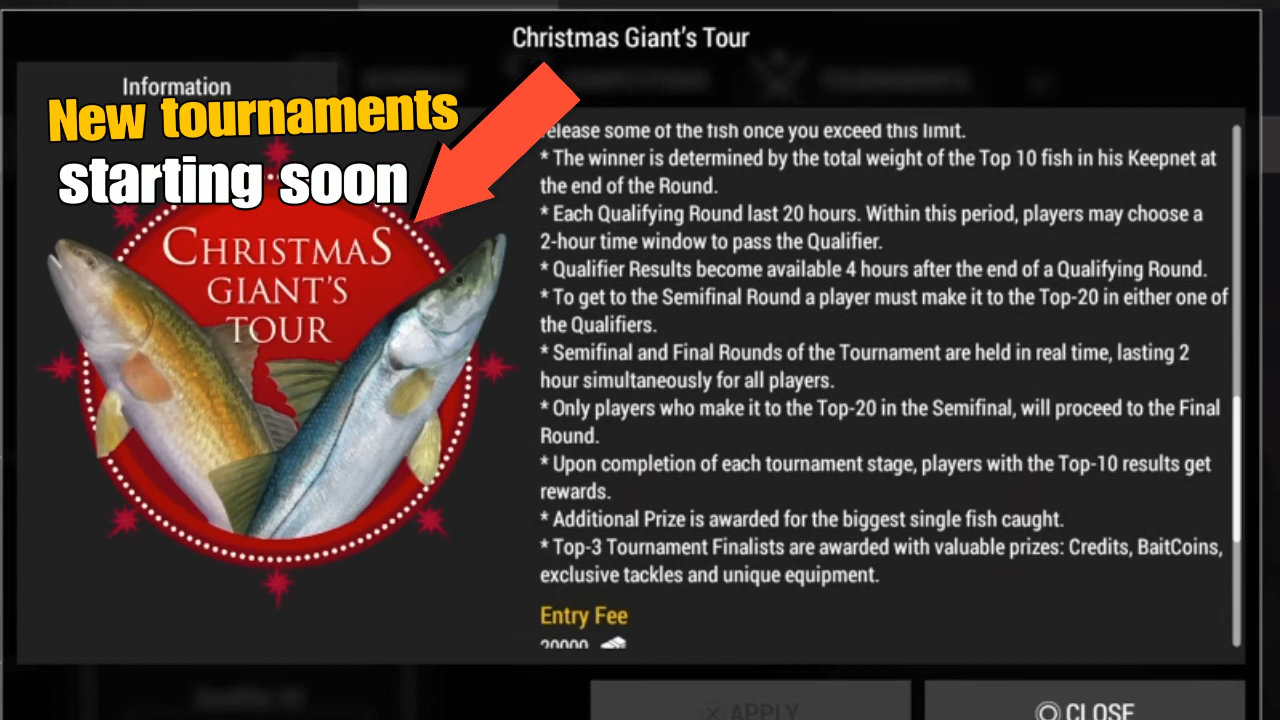 Christmas Giant's Tour
Information
New tournaments
starting soon
CHRISTMAS
GIANT'S
TOUR
release some of the fish once you exceed this limit.
* The winner is determined by the total weight of the Top 10 fish in his Keepnet at
the end of the Round.
* Each Qualifying Round last 20 hours. Within this period, players may choose a
2-hour time window to pass the Qualifier.
* Qualifier Results become available 4 hours after the end of a Qualifying Round.
* To get to the Semifinal Round a player must make it to the Top-20 in either one of
the Qualifiers.
* Semifinal and Final Rounds of the Tournament are held in real time, lasting 2
hour simultaneously for all players.
* Only players who make it to the Top-20 in the Semifinal, will proceed to the Final
Round.
* Upon completion of each tournament stage, players with the Top-10 results get
rewards.
* Additional Prize is awarded for the biggest single fish caught.
* Top-3 Tournament Finalists are awarded with valuable prizes: Credits, BaitCoins,
exclusive tackles and unique equipment.
Entry Fee
20000
APPLY
CLOSE